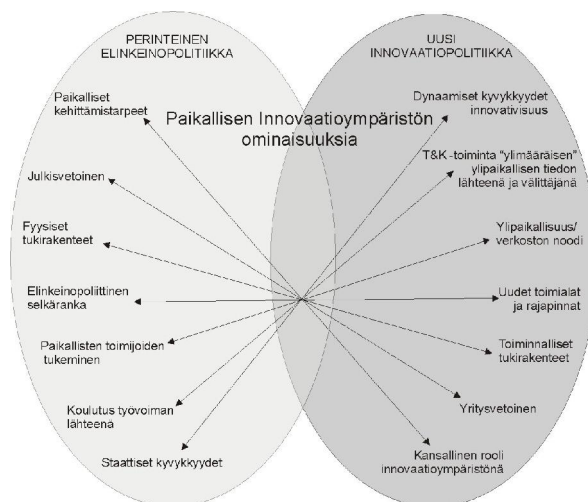 PERINTEINEN
ELINKEINOPOLITIIKKA
UUSI
INNOVAATIOPOLITIIKKA
Paikallisen Innovaatioympäristön
ominaisuuksia
Paikalliset
kehittämistarpeet
Julkisvetoinen
Fyysiset
tukirakenteet
Elinkeinopoliittinen
selkäranka
Paikallisten toimijoiden
tukeminen
Koulutus työvoiman
lähteenä
Staattiset kyvykkyydet
Dynaamiset kyvykkyydet
innovatiivisuus
T&K -toiminta "ylimääräisen"
ylipaikallisen tiedon
lähteenä ja välittäjänä
Ylipaikallisuus/
verkoston noodi
Uudet toimialat
ja rajapinnat
Toiminnalliset
tukirakenteet
Yritysvetoinen
Kansallinen rooli
innovaatioympäristönä